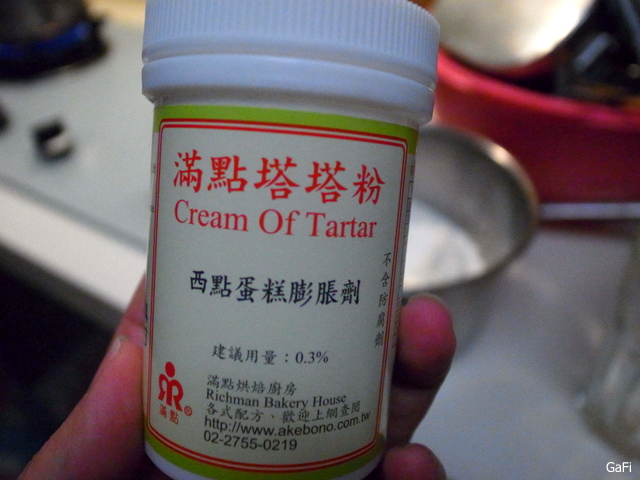 滿點塔塔粉
Cream Of Tartar
西點蛋糕膨脹劑
不含防腐劑
建議用量：0.3%
滿點
滿點烘焙廚房
Richman Bakery House
各式配方、歡迎上網查閱
http://www.akebono.com.tw
02-2755-0219
GaFi